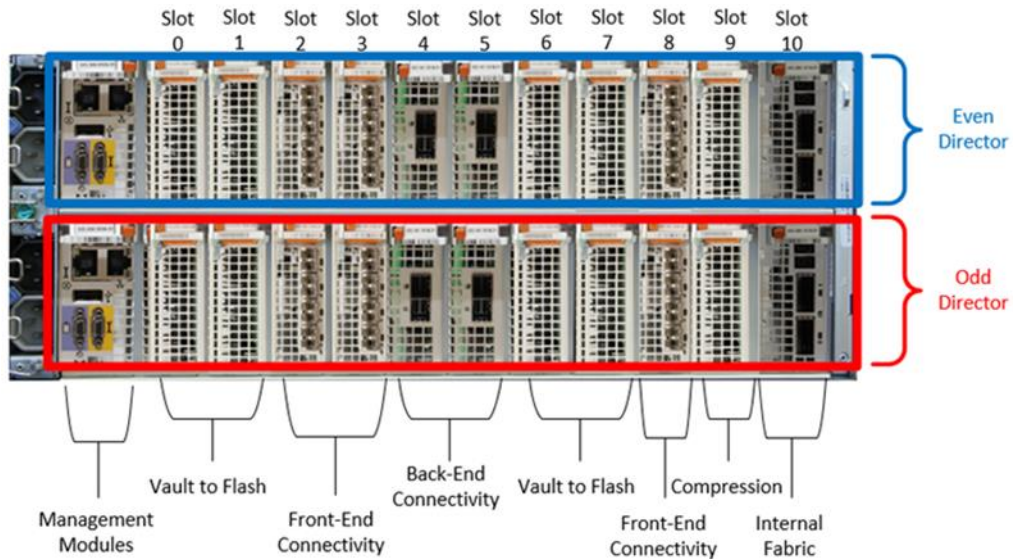 Slot Slot Slot Slot Slot Slot Slot Slot Slot Slot Slot
0 1 2 3 4 5 6 7 8 9 10
Even
Director
Odd
Director
Vault to Flash
Back-End
Connectivity
Vault to Flash
Compression
Management
Modules
Front-End
Connectivity
Front-End
Connectivity
Internal
Fabric